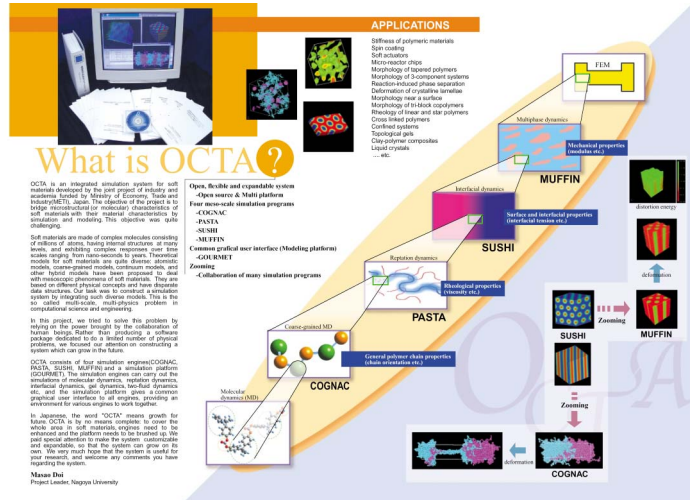 APPLICATIONS
Stiffness of polymeric materials
Spin coating
Soft actuators
Micro-reactor chips
Morphology of tapered polymers
Morphology of 3-component systems
Reaction-induced phase separation
Deformation of crystalline lamellae
Morphology near a surface
Morphology of tri-block copolymers
Rheology of linear and star polymers
Cross linked polymers
Confined systems
Topological gels
Clay-polymer composites
Liquid crystals
.... etc.
What is OCTA?
OCTA is an integrated simulation system for soft
materials developed by the joint project of industry and
academia funded by Ministry of Economy, Trade and
Industry(METI), Japan. The objective of the project is to
bridge microstructural (or molecular) characteristics of
soft materials with their material characteristics by
simulation and modeling. This objective was quite
challenging.
Soft materials are made of complex molecules consisting
of millions of atoms, having internal structures at many
levels, and exhibiting complex responses over time
scales ranging from nano-seconds to years. Theoretical
models for soft materials are quite diverse: atomistic
models, coarse-grained models, continuum models, and
other hybrid models have been proposed to deal
with mesoscopic phenomena of soft materials. They are
based on different physical concepts and have disparate
data structures. Our task was to construct a simulation
system by integrating such diverse models. This is the
so called multi-scale, multi-physics problem in
computational science and engineering.
In this project, we tried to solve this problem by
relying on the power brought by the collaboration of
human beings. Rather than producing a software
package dedicated to do a limited number of physical
problems, we focused our attention on constructing a
system which can grow in the future.
OCTA consists of four simulation engines(COGNAC,
PASTA, SUSHI, MUFFIN) and a simulation platform
(GOURMET). The simulation engines can carry out the
simulations of molecular dynamics, reptation dynamics,
interfacial dynamics, gel dynamics, two-fluid dynamics
etc, and the simulation platform gives a common
graphical user interface to all engines, providing an
environment for various engines to work together.
In Japanese, the word "OCTA" means growth for
future. OCTA is by no means complete: to cover the
whole area in soft materials, engines need to be
enhanced and the platform needs to be brushed up. We
paid special attention to make the system customizable
and expandable, so that the system can grow on its
own. We very much hope that the system is useful for
your research, and welcome any comments you have
regarding the system.
Masao Doi
Project Leader, Nagoya University
Open, flexible and expandable system
-Open source & Multi platform
Four meso-scale simulation programs
-COGNAC
-PASTA
-SUSHI
-MUFFIN
Common grafical user interface (Modeling platform)
-GOURMET
Zooming
-Collaboration of many simulation programs
FEM
Multiphase dynamics
Mechanical properties
(modulus etc.)
MUFFIN
Interfacial dynamics
Surface and interfacial properties
(interfacial tension etc.)
SUSHI
Reptation dynamics
Rheological properties
(viscosity etc.)
PASTA
Coarse-grained MD
General polymer chain properties
(chain orientation etc.)
COGNAC
Molecular
dynamics (MD)
distortion energy
deformation
SUSHI
Zooming
MUFFIN
Zooming
deformation
COGNAC
OCTA